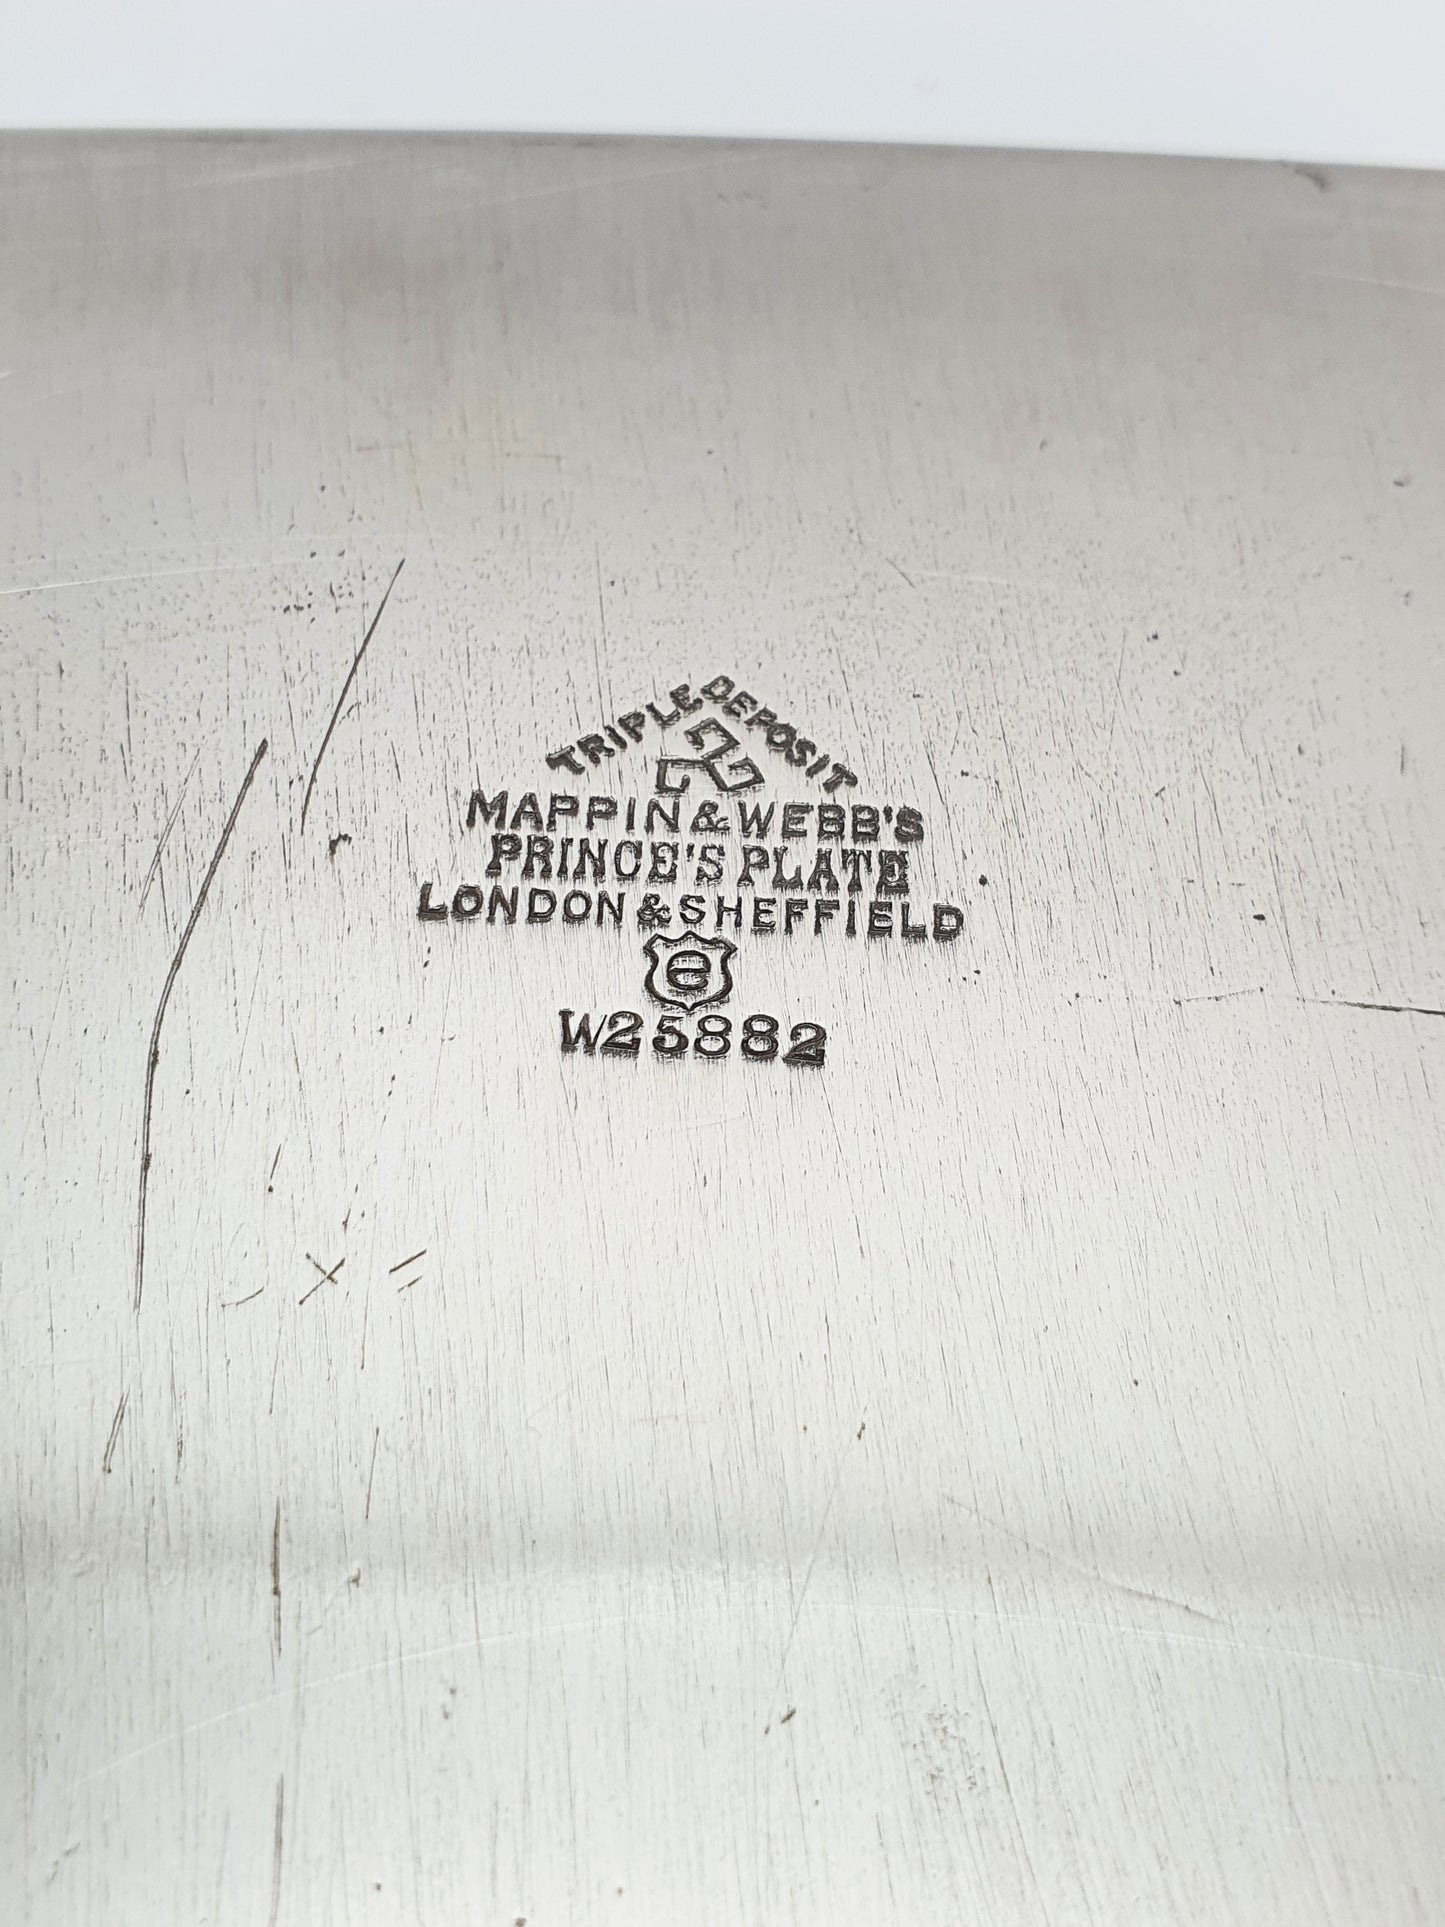 TRIPLE DEPOSIT
MAPPIN & WEBB'S
PRINCE'S PLATE
LONDON & SHEFFIELD
e
W25882